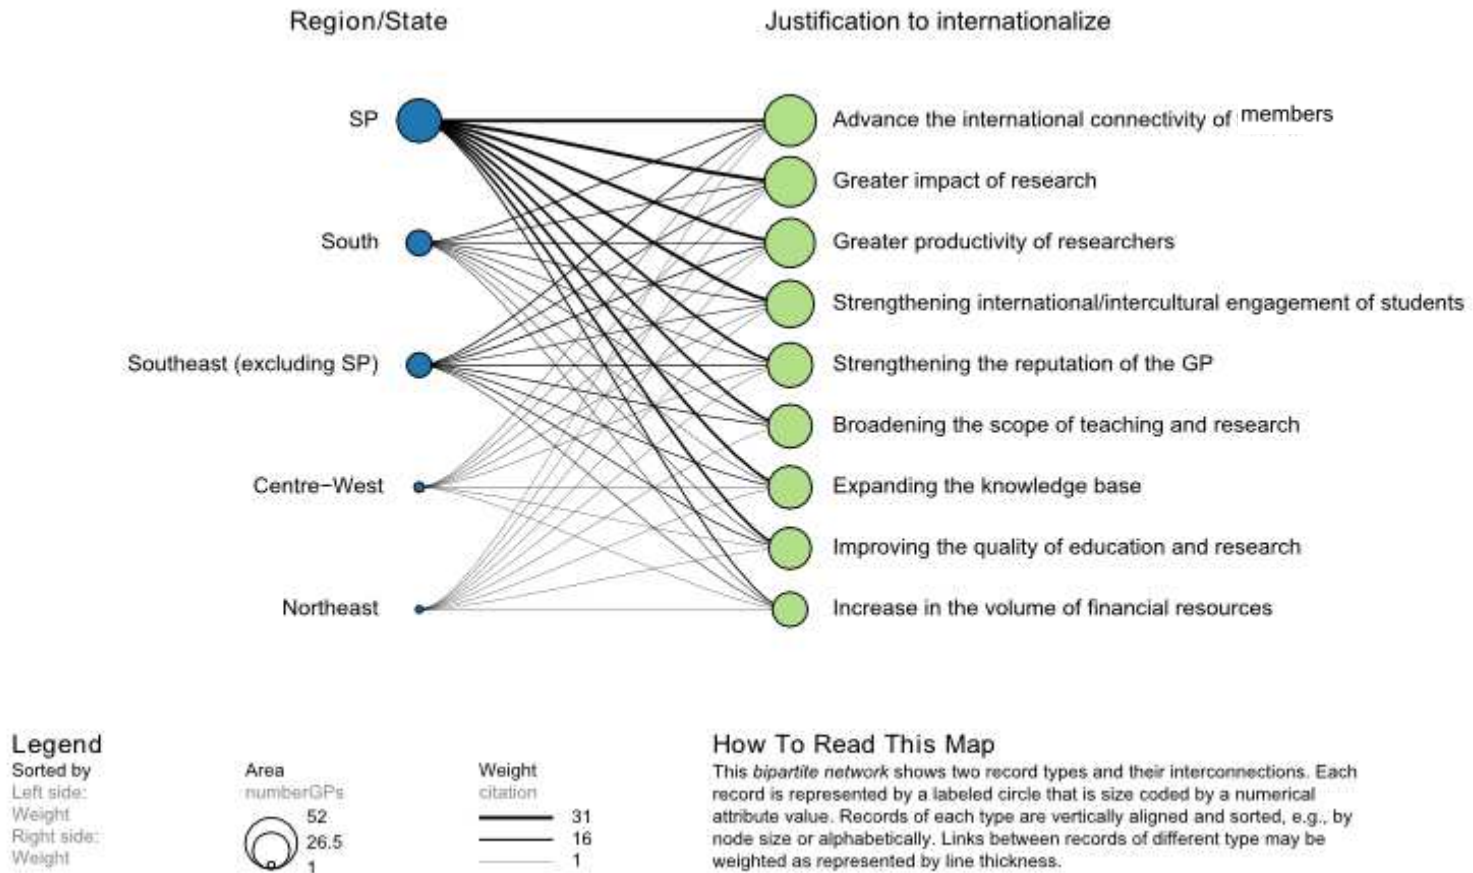 Region/State
Justification to internationalize
SP
South
Southeast (excluding SP)
Centre−West
Northeast
Advance the international connectivity of members
Greater impact of research
Greater productivity of researchers
Strengthening international/intercultural engagement of students
Strengthening the reputation of the GP
Broadening the scope of teaching and research
Expanding the knowledge base
Improving the quality of education and research
Increase in the volume of financial resources
Legend
Sorted by
Left side:
Weight
Right side:
Weight
Area
numberGPs
52
26.5
1
Weight
citation
31
16
1
How To Read This Map
This bipartite network shows two record types and their interconnections. Each
record is represented by a labeled circle that is size coded by a numerical
attribute value. Records of each type are vertically aligned and sorted, e.g., by
node size or alphabetically. Links between records of different type may be
weighted as represented by line thickness.